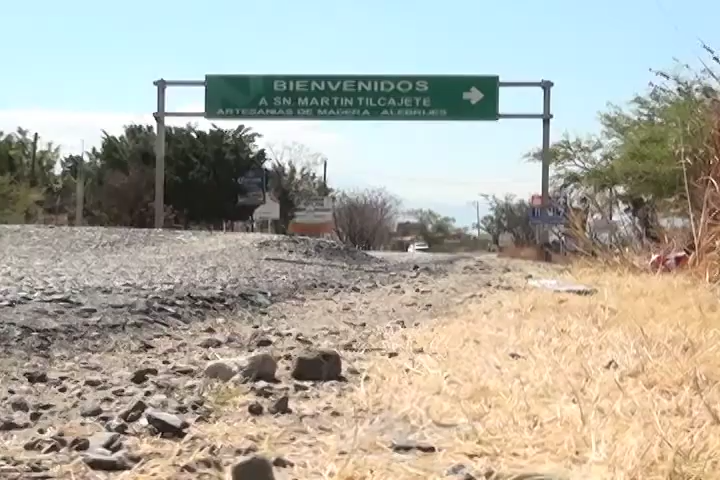 BIENVENIDOS
A SN. MARTIN TILCAJETE
ARTESANIAS DE MADERA - ALEBRIJES